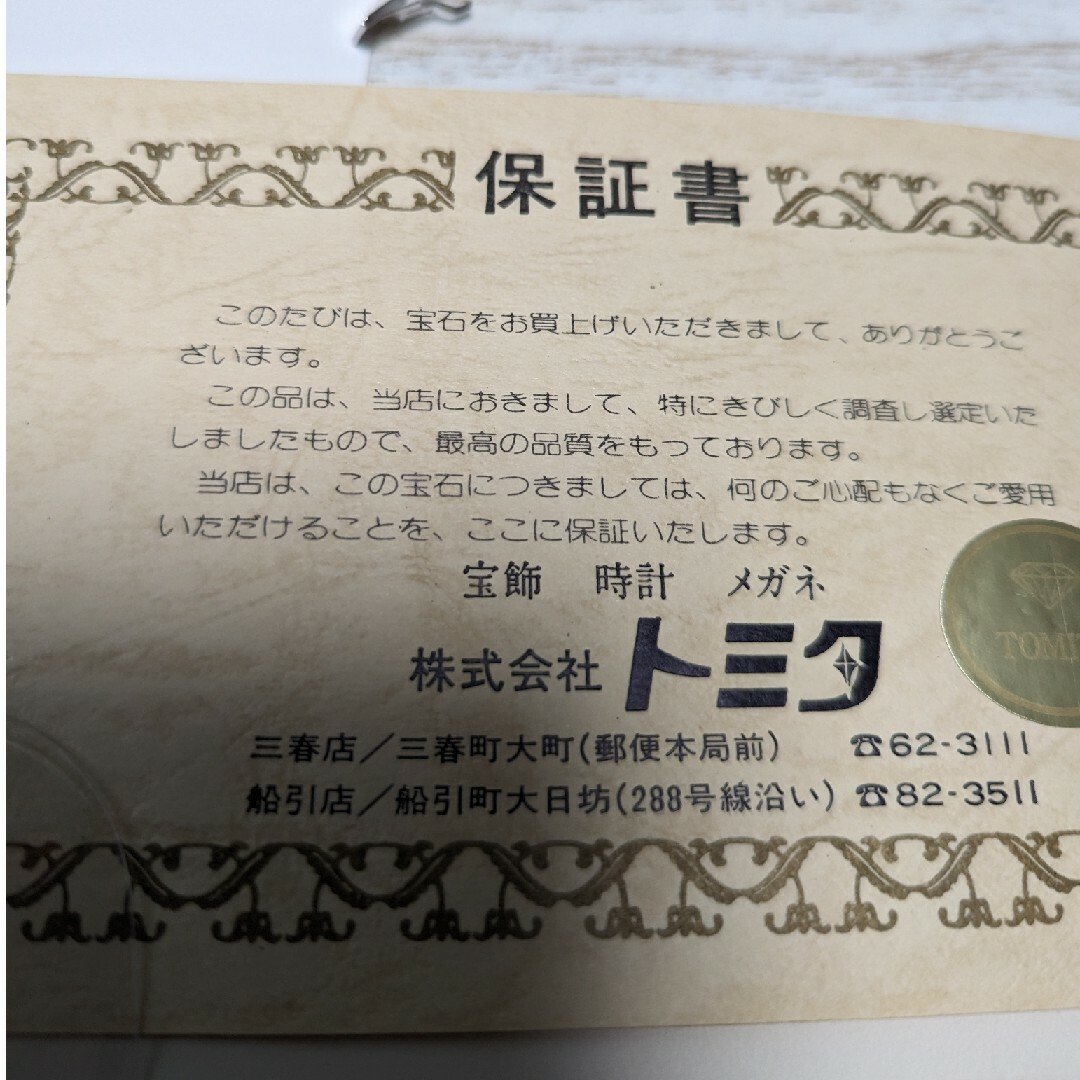 保証書
このたびは、宝石をお買上げいただきまして、ありがとうご
ざいます。
この品は、当店におきまして、特にきびしく調査し選定いた
しましたもので、最高の品質をもっております。
当店は、この宝石につきましては、何のご心配もなくご愛用
いただけることを、ここに保証いたします。
宝飾 時計 メガネ
株式会社 トミタ
三春店/三春町大町(郵便本局前) ☎62-3111
船引店/船引町大日坊(288号線沿い) ☎82-3511